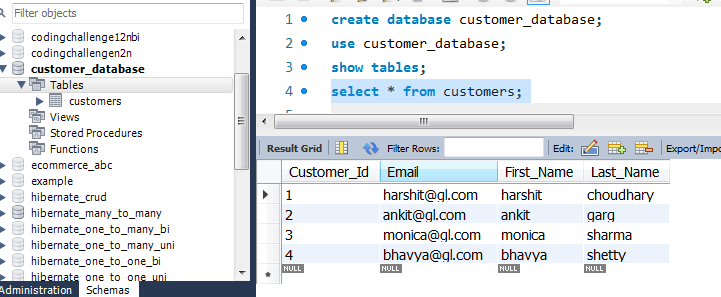 Filter objects
codingchallenge12nbi
codingchallengen2n
customer_database
Tables
customers
Views
Stored Procedures
Functions
ecommerce_abc
example
hibernate_crud
hibernate_many_to_many
hibernate_one_to_many_bi
hibernate_one_to_many_uni
hibernate_one_to_one_bi
hibernate_one_to_one_uni
Administration Schemas
1 create database customer_database;
2 use customer_database;
3 show tables;
4 select * from customers;
Result Grid Filter Rows: Edit:
Customer_Id Email First_Name Last_Name
1 harshit@gl.com harshit choudhary
2 ankit@gl.com ankit garg
3 monica@gl.com monica sharma
4 bhavya@gl.com bhavya shetty
NULL NULL NULL NULL